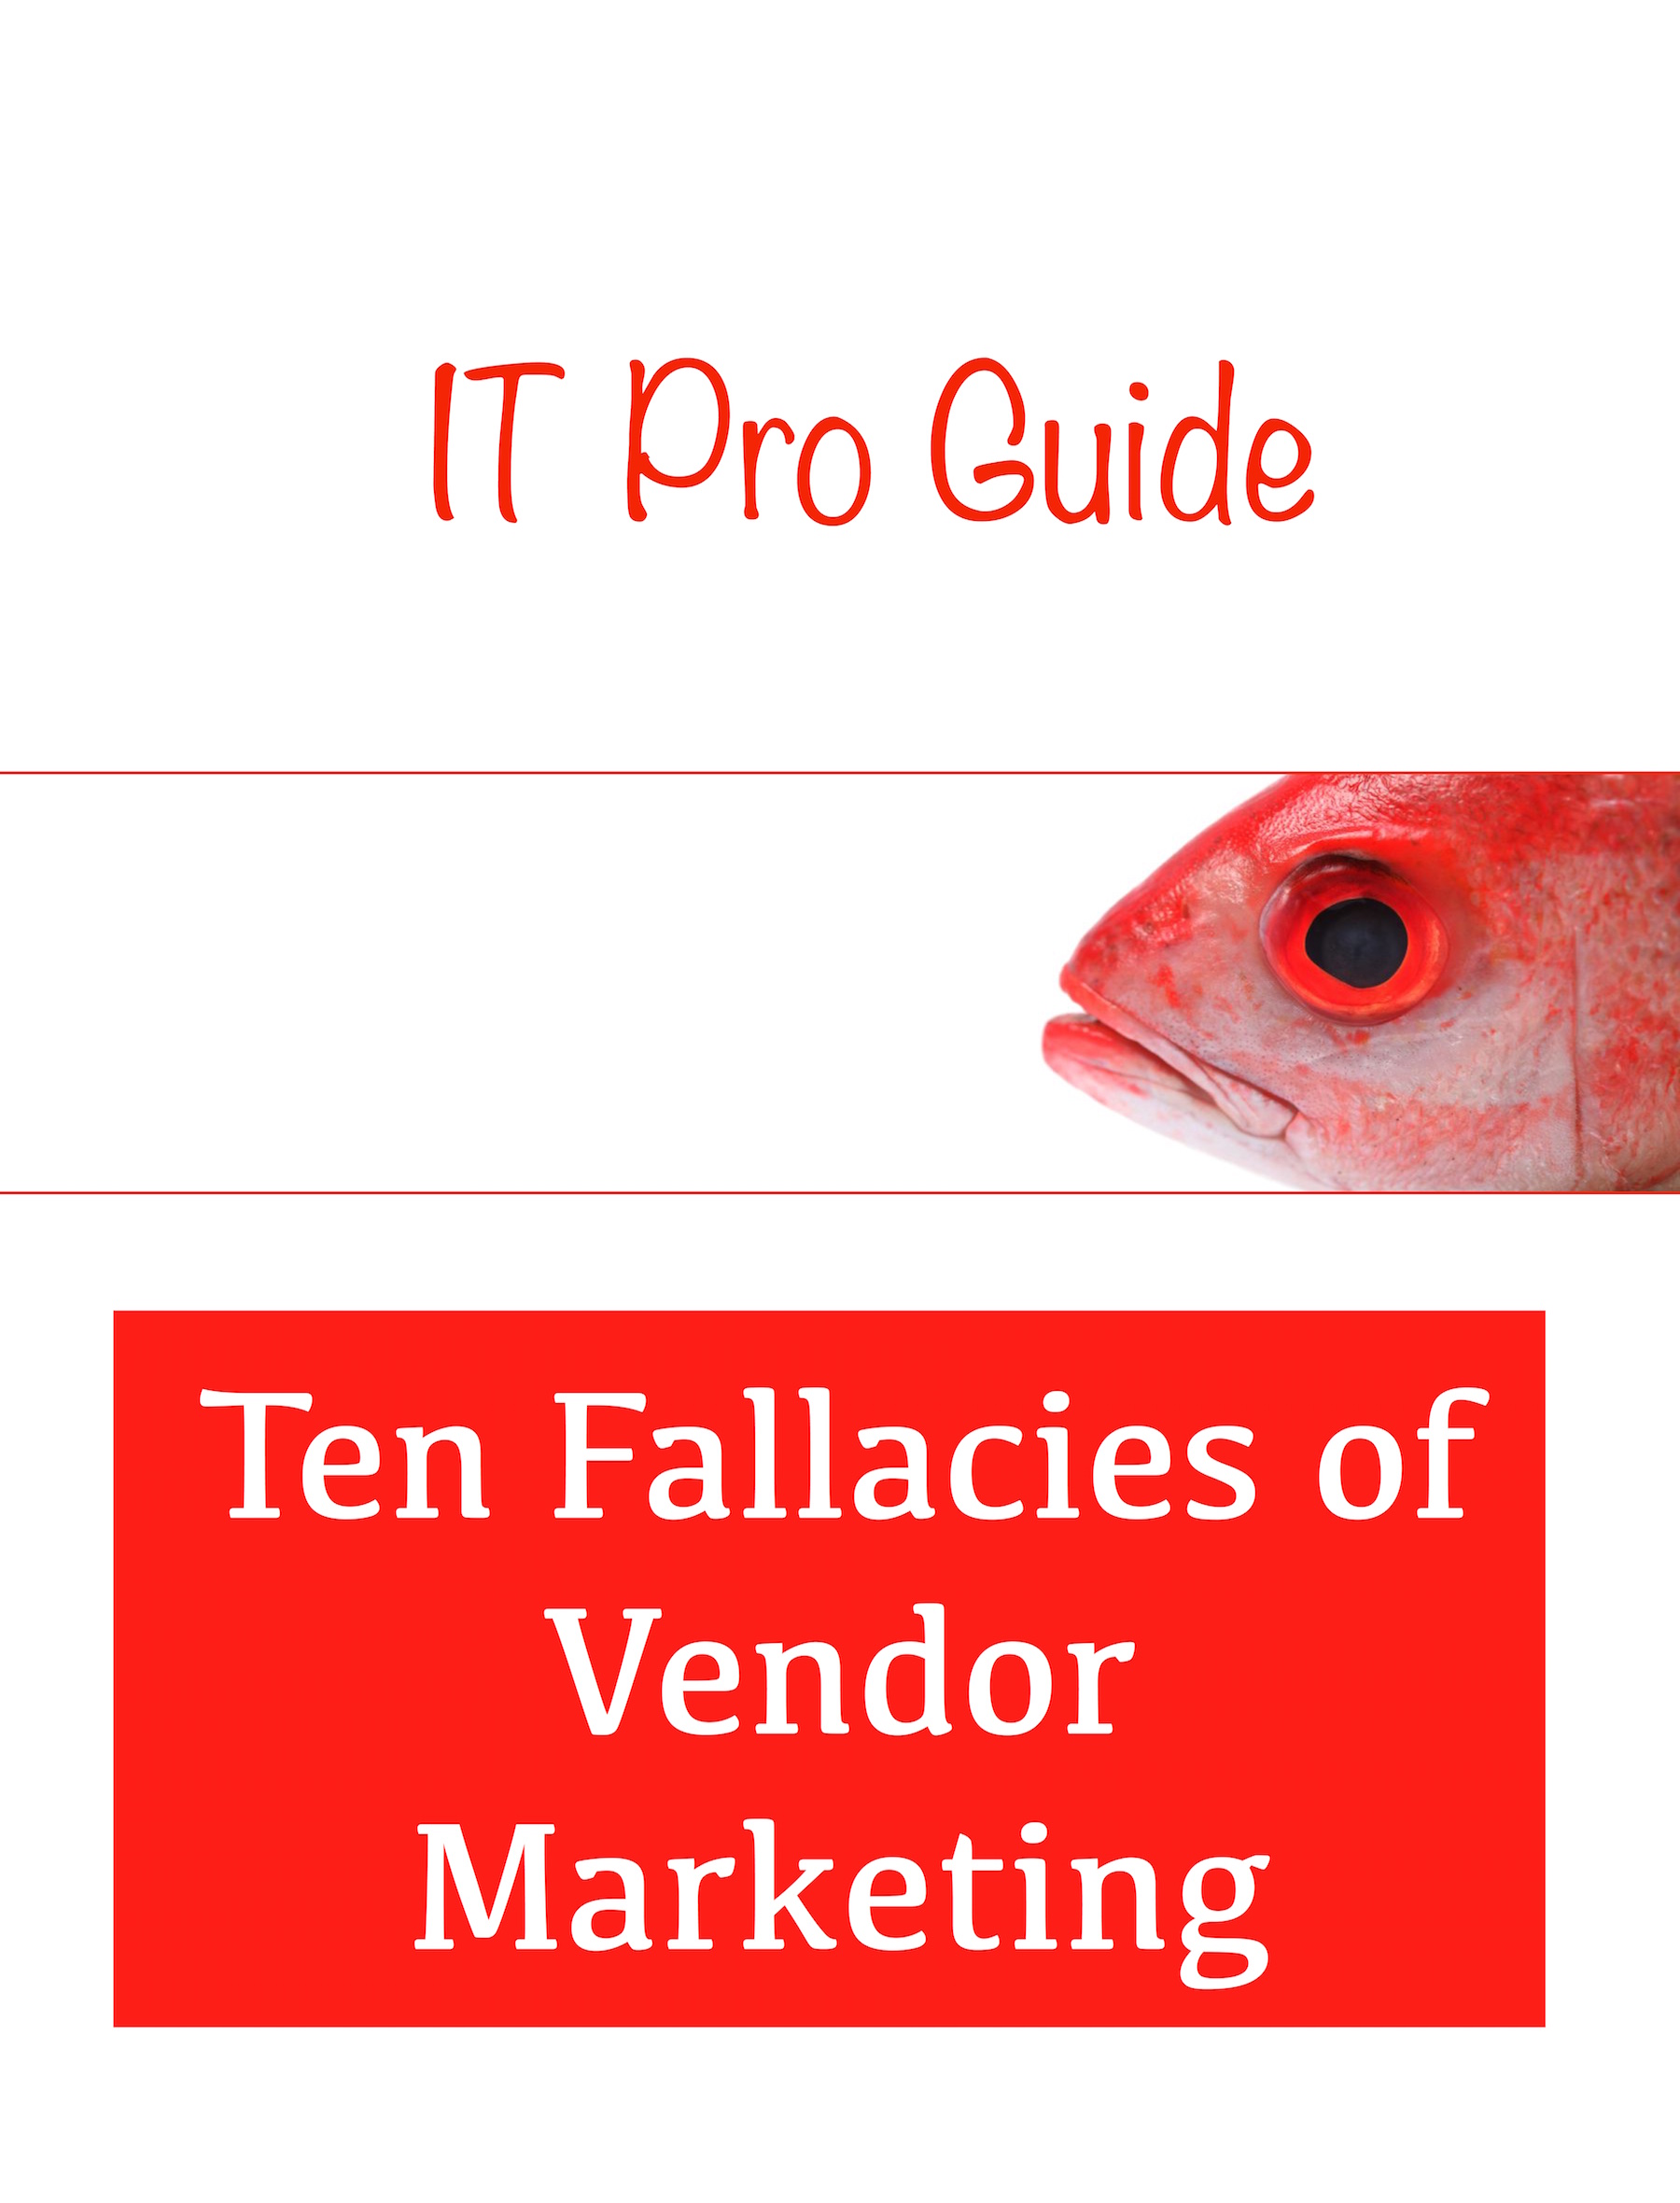 IT Pro Guide
Ten Fallacies of
Vendor
Marketing